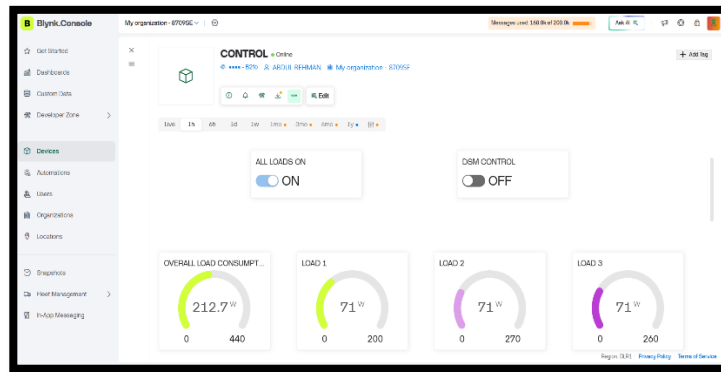 B Blynk.Console
My organization - 8709SE
Messages used 160.0k of 200.0k
Ask AI
Get Started
Dashboards
Custom Data
Developer Zone
Devices
Automations
Users
Organizations
Locations
Snapshots
Fleet Management
In-App Messaging
CONTROL
Online
ABDUL REHMAN
My organization - 8709SE
+ Add Tag
Edit
Live 1h 6h 1d 1w 1mo 3mo 6mo 1y
ALL LOADS ON
ON
DSM CONTROL
OFF
OVERALL LOAD CONSUMPT...
212.7 W
0 440
LOAD 1
71 W
0 200
LOAD 2
71 W
0 270
LOAD 3
71 W
0 260
Region: BLR1 Privacy Policy Terms of Service